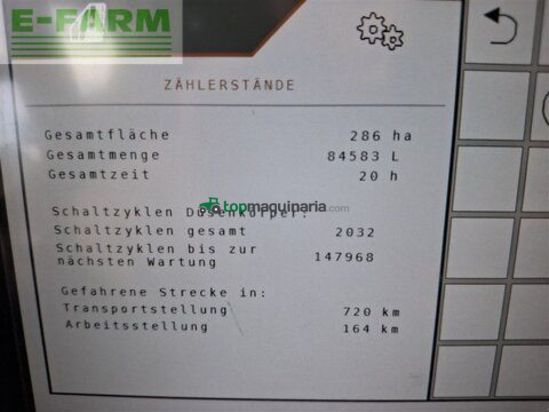 E-FARM
ZÄHLERSTÄNDE
Gesamtfläche 286 ha
Gesamtmenge 84583 L
Gesamtzeit 20 h
topmaquinaria.com
Schaltzyklen Düsenkörper:
Schaltzyklen gesamt 2032
Schaltzyklen bis zur
nächsten Wartung 147968
Gefahrene Strecke in:
Transportstellung 720 km
Arbeitsstellung 164 km